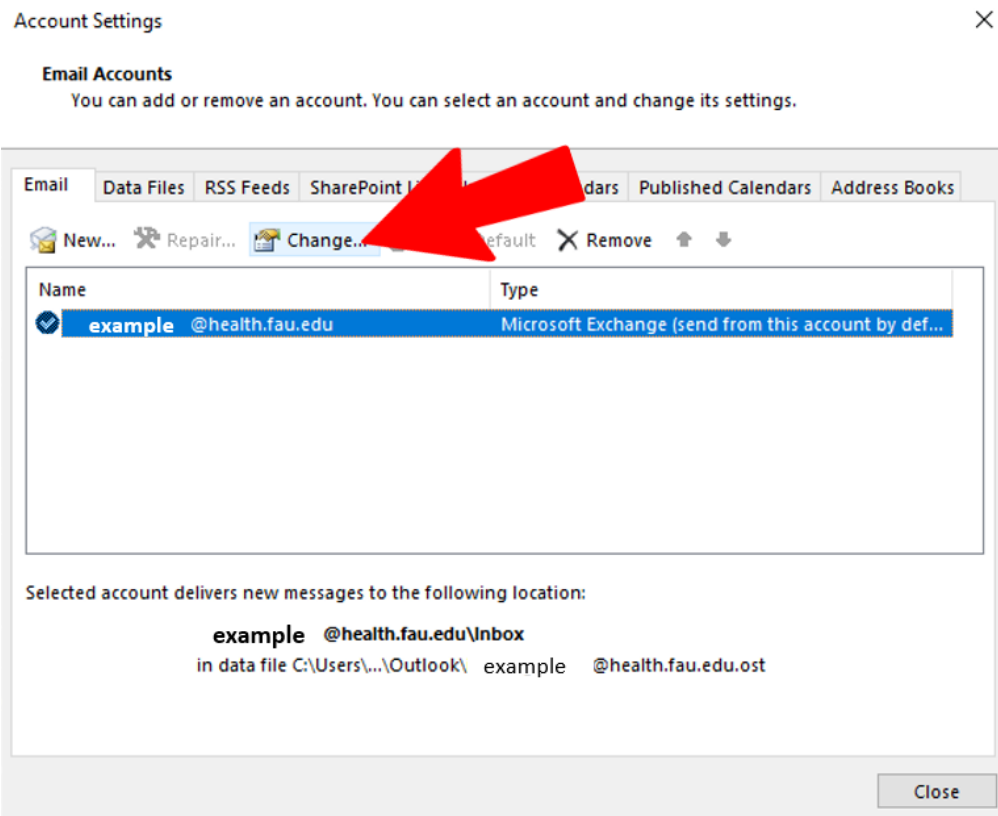 Account Settings
Email Accounts
You can add or remove an account. You can select an account and change its settings.
Email Data Files RSS Feeds SharePoint Published Calendars Address Books
New... Repair... Change... Remove
Name Type
example @health.fau.edu Microsoft Exchange (send from this account by def...
Selected account delivers new messages to the following location:
example @health.fau.edu\Inbox
in data file C:\Users\...\Outlook\ example @health.fau.edu.ost
Close